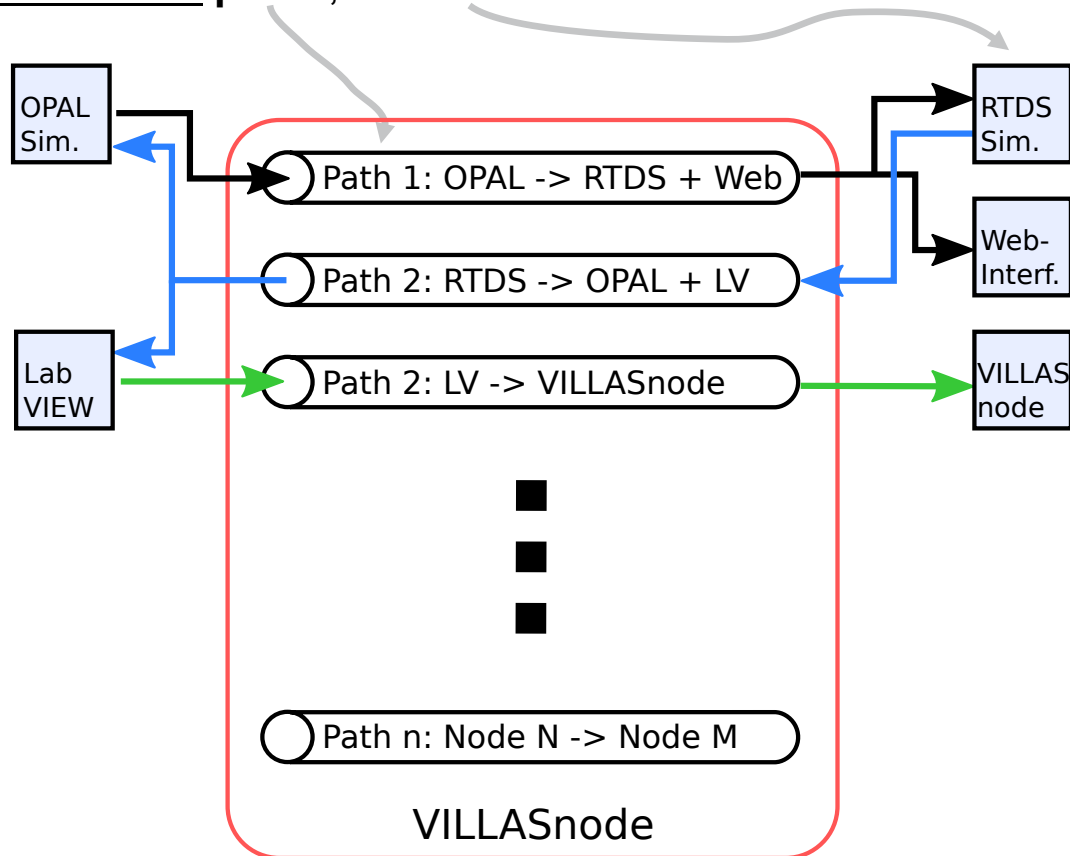 OPAL
Sim.
RTDS
Sim.
Path 1: OPAL -> RTDS + Web
Web-
Interf.
Path 2: RTDS -> OPAL + LV
Lab
VIEW
Path 2: LV -> VILLASnode
VILLAS
node
Path n: Node N -> Node M
VILLASnode